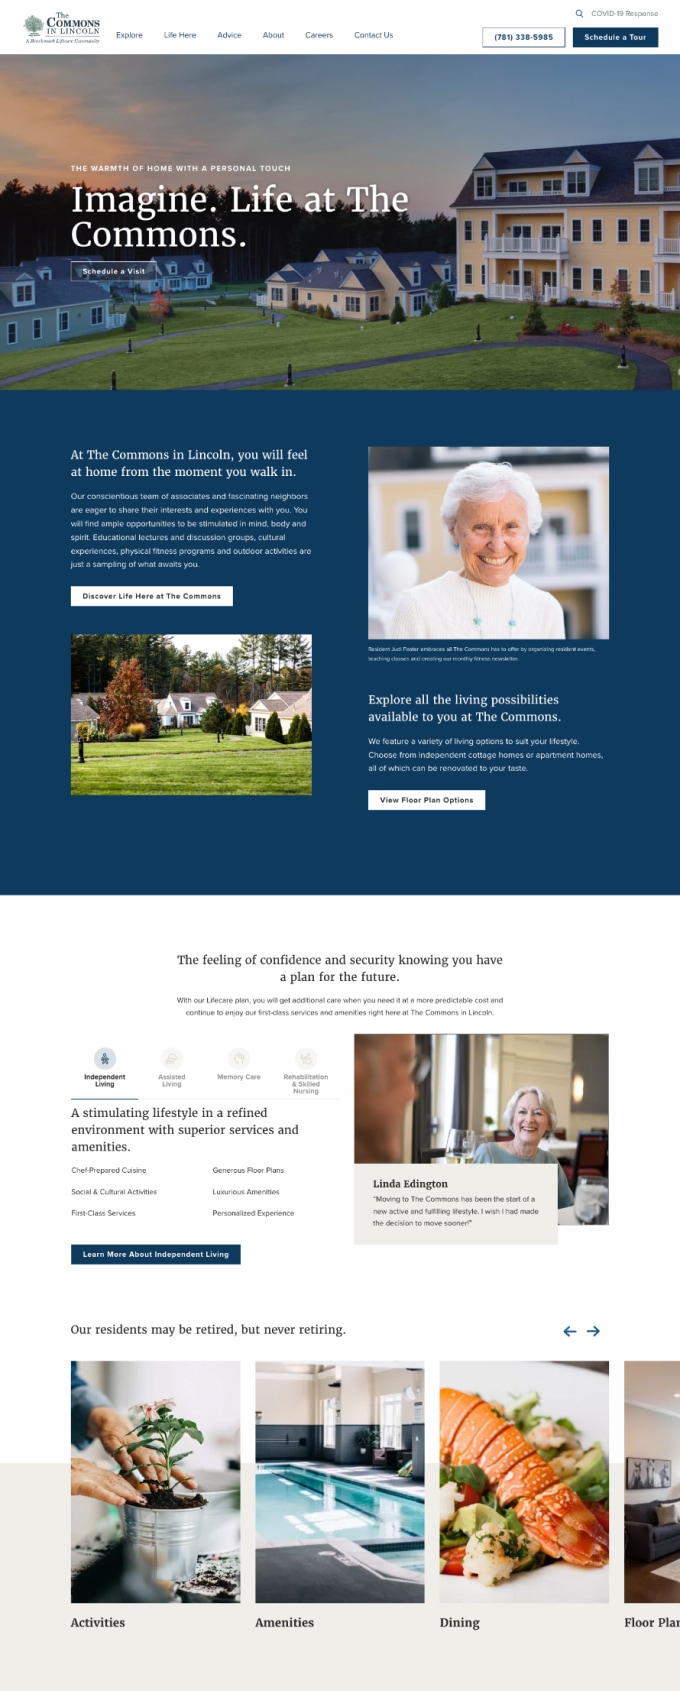 The
COMMONS
IN LINCOLN
A Benchmark Lifecare Community
Explore
Life Here
Advice
About
Careers
Contact Us
COVID-19 Response
(781) 338-5985
Schedule a Tour
THE WARMTH OF HOME WITH A PERSONAL TOUCH
Imagine. Life at The
Commons.
Schedule a Visit
At The Commons in Lincoln, you will feel
at home from the moment you walk in.
Our conscientious team of associates and fascinating neighbors
are eager to share their interests and experiences with you. You
will find ample opportunities to be stimulated in mind, body and
spirit. Educational lectures and discussion groups, cultural
experiences, physical fitness programs and outdoor activities are
just a sampling of what awaits you.
Discover Life Here at The Commons
Resident Judi Foster embraces all The Commons has to offer by organizing resident events,
teaching classes and creating our monthly fitness newsletter.
Explore all the living possibilities
available to you at The Commons.
We feature a variety of living options to suit your lifestyle.
Choose from independent cottage homes or apartment homes,
all of which can be renovated to your taste.
View Floor Plan Options
The feeling of confidence and security knowing you have
a plan for the future.
With our Lifecare plan, you will get additional care when you need it at a more predictable cost and
continue to enjoy our first-class services and amenities right here at The Commons in Lincoln.
Independent
Living
Assisted
Living
Memory Care
Rehabilitation
& Skilled
Nursing
A stimulating lifestyle in a refined
environment with superior services and
amenities.
Chef-Prepared Cuisine
Generous Floor Plans
Social & Cultural Activities
Luxurious Amenities
First-Class Services
Personalized Experience
Learn More About Independent Living
Linda Edington
"Moving to The Commons has been the start of a
new active and fulfilling lifestyle. I wish I had made
the decision to move sooner!"
Our residents may be retired, but never retiring.
Activities
Amenities
Dining
Floor Plan